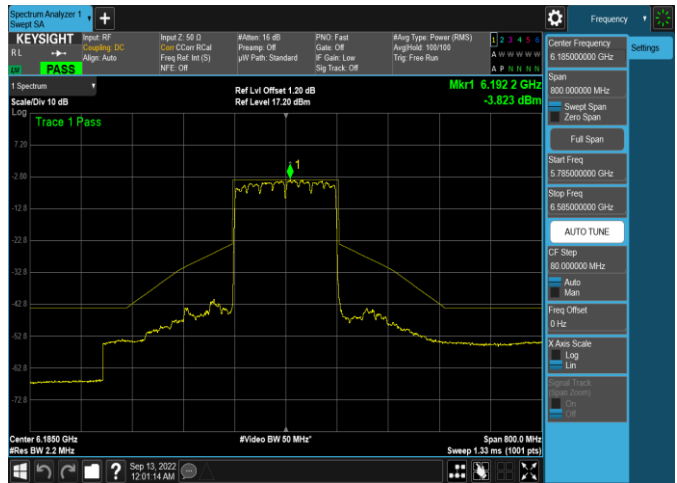 Spectrum Analyzer 1
Swept SA
+
Frequency
KEYSIGHT
RL
LV
PASS
Input: RF
Coupling: DC
Align: Auto
Input Z: 50 Ω
Corr CCorr RCal
Freq Ref: Int (S)
NFE: Off
#Atten: 16 dB
Preamp: Off
µW Path: Standard
PNO: Fast
Gate: Off
IF Gain: Low
Sig Track: Off
#Avg Type: Power (RMS)
Avg|Hold: 100/100
Trig: Free Run
1 2 3 4 5 6
A W W W W W
A P N N N N
1 Spectrum
Scale/Div 10 dB
Log
Ref Lvl Offset 1.20 dB
Ref Level 17.20 dBm
Mkr1 6.192 2 GHz
-3.823 dBm
Trace 1 Pass
1
7.20
-2.80
-12.8
-22.8
-32.8
-42.8
-52.8
-62.8
-72.8
Center 6.1850 GHz
#Res BW 2.2 MHz
#Video BW 50 MHz*
Span 800.0 MHz
Sweep 1.33 ms (1001 pts)
?
Sep 13, 2022
12:01:14 AM
Center Frequency
6.185000000 GHz
Settings
Span
800.000000 MHz
Swept Span
Zero Span
Full Span
Start Freq
5.785000000 GHz
Stop Freq
6.585000000 GHz
AUTO TUNE
CF Step
80.000000 MHz
Auto
Man
Freq Offset
0 Hz
X Axis Scale
Log
Lin
Signal Track
(Span Zoom)
On
Off